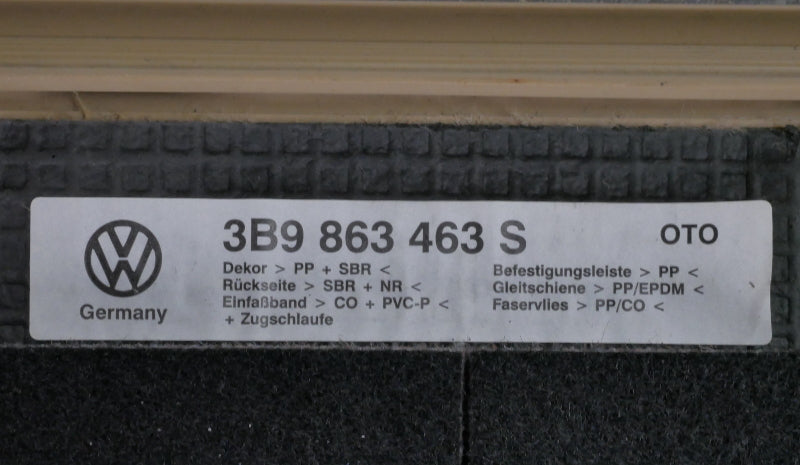 3B9 863 463 S
OTO
Dekor > PP + SBR <
Rückseite > SBR + NR <
Einfaßband > CO + PVC-P <
+ Zugschlaufe
Befestigungsleiste > PP <
Gleitschiene > PP/EPDM <
Faservlies > PP/CO <
VW
Germany